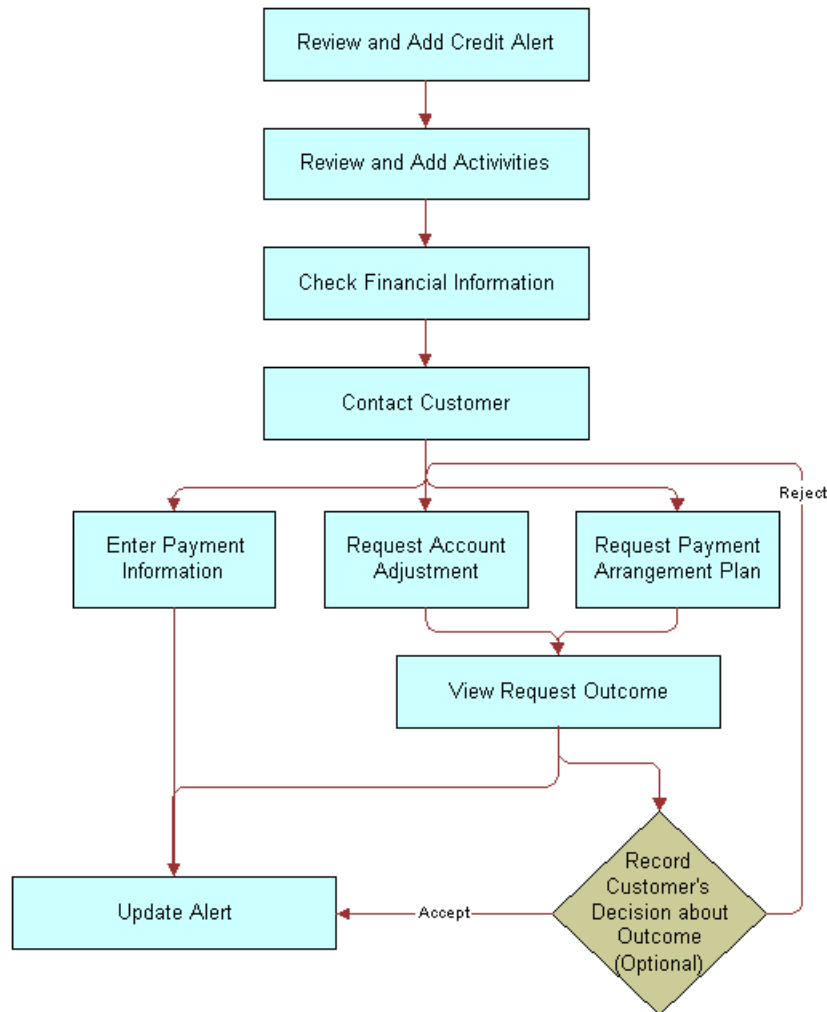 Review and Add Credit Alert
Review and Add Activivities
Check Financial Information
Contact Customer
Reject
Enter Payment
Information
Request Account
Adjustment
Request Payment
Arrangement Plan
View Request Outcome
Record
Customer's
Decision about
Outcome
(Optional)
Update Alert
Accept